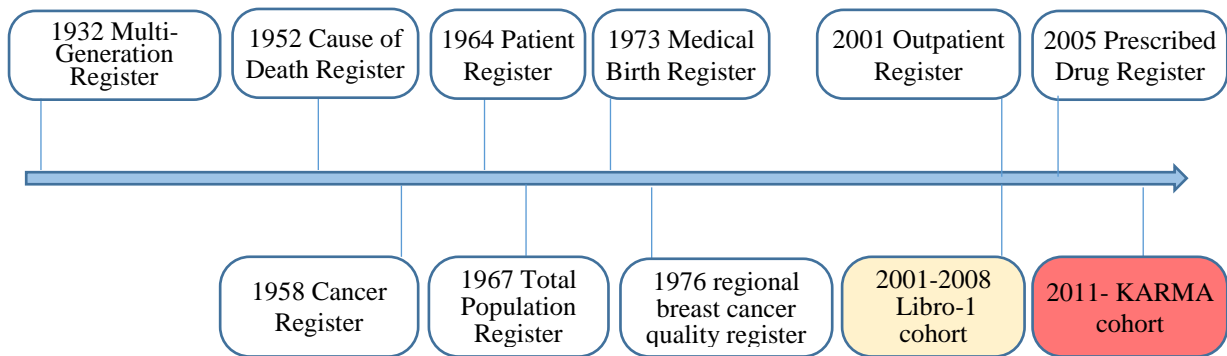 1932 Multi-
Generation
Register
1952 Cause of
Death Register
1964 Patient
Register
1973 Medical
Birth Register
2001 Outpatient
Register
2005 Prescribed
Drug Register
1958 Cancer
Register
1967 Total
Population
Register
1976 regional
breast cancer
quality register
2001-2008
Libro-1
cohort
2011- KARMA
cohort